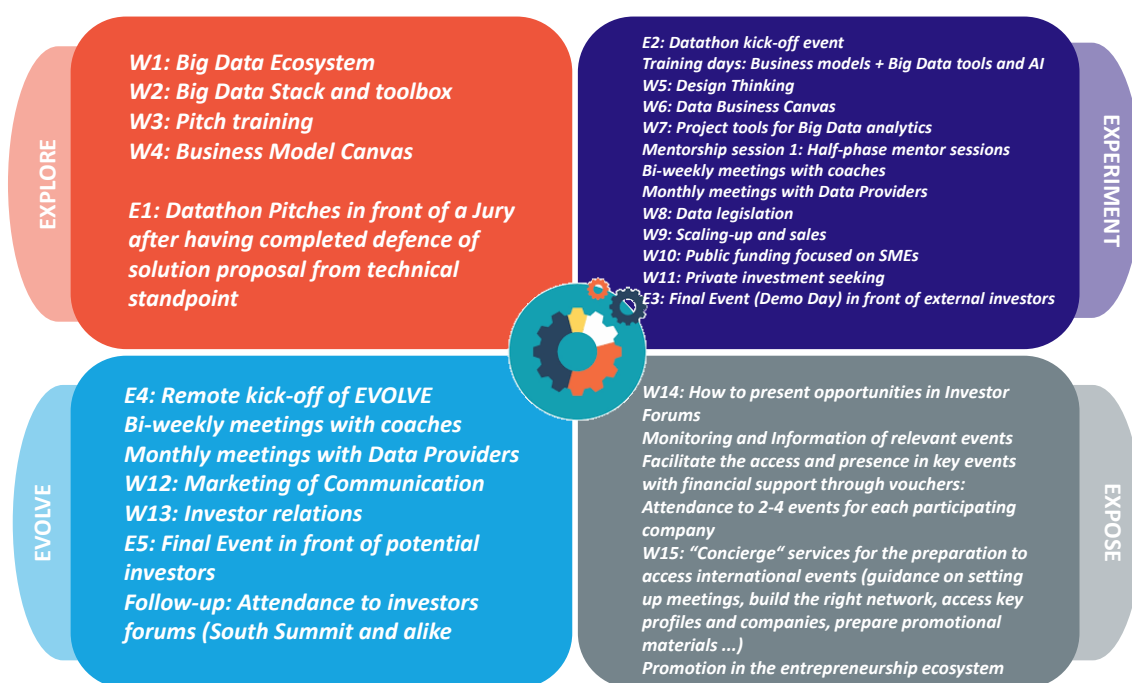 EXPLORE
W1: Big Data Ecosystem
W2: Big Data Stack and toolbox
W3: Pitch training
W4: Business Model Canvas
E1: Datathon Pitches in front of a Jury
after having completed defence of
solution proposal from technical
standpoint
E2: Datathon kick-off event
Training days: Business models + Big Data tools and AI
W5: Design Thinking
W6: Data Business Canvas
W7: Project tools for Big Data analytics
Mentorship session 1: Half-phase mentor sessions
Bi-weekly meetings with coaches
Monthly meetings with Data Providers
W8: Data legislation
W9: Scaling-up and sales
W10: Public funding focused on SMEs
W11: Private investment seeking
E3: Final Event (Demo Day) in front of external investors
EXPERIMENT
EVOLVE
E4: Remote kick-off of EVOLVE
Bi-weekly meetings with coaches
Monthly meetings with Data Providers
W12: Marketing of Communication
W13: Investor relations
E5: Final Event in front of potential
investors
Follow-up: Attendance to investors
forums (South Summit and alike
W14: How to present opportunities in Investor
Forums
Monitoring and Information of relevant events
Facilitate the access and presence in key events
with financial support through vouchers:
Attendance to 2-4 events for each participating
company
W15: “Concierge“ services for the preparation to
access international events (guidance on setting
up meetings, build the right network, access key
profiles and companies, prepare promotional
materials ...)
Promotion in the entrepreneurship ecosystem
EXPOSE